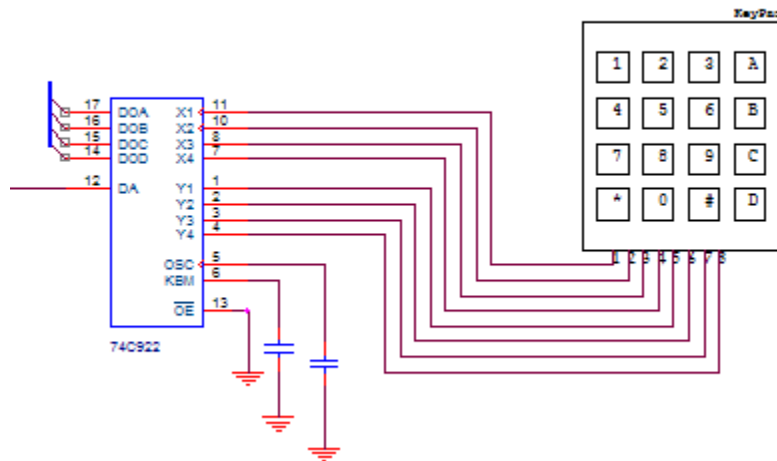 KeyPa
1 2 3 A
4 5 6 B
7 8 9 C
* 0 # D
1 2 3 4 5 6 7 8
17 DOA X1 11
16 DOB X2 10
15 DOC X3 8
14 DOD X4 7
12 DA Y1 1
Y2 2
Y3 3
Y4 4
OSC 5
KBM 6
OE 13
74C922